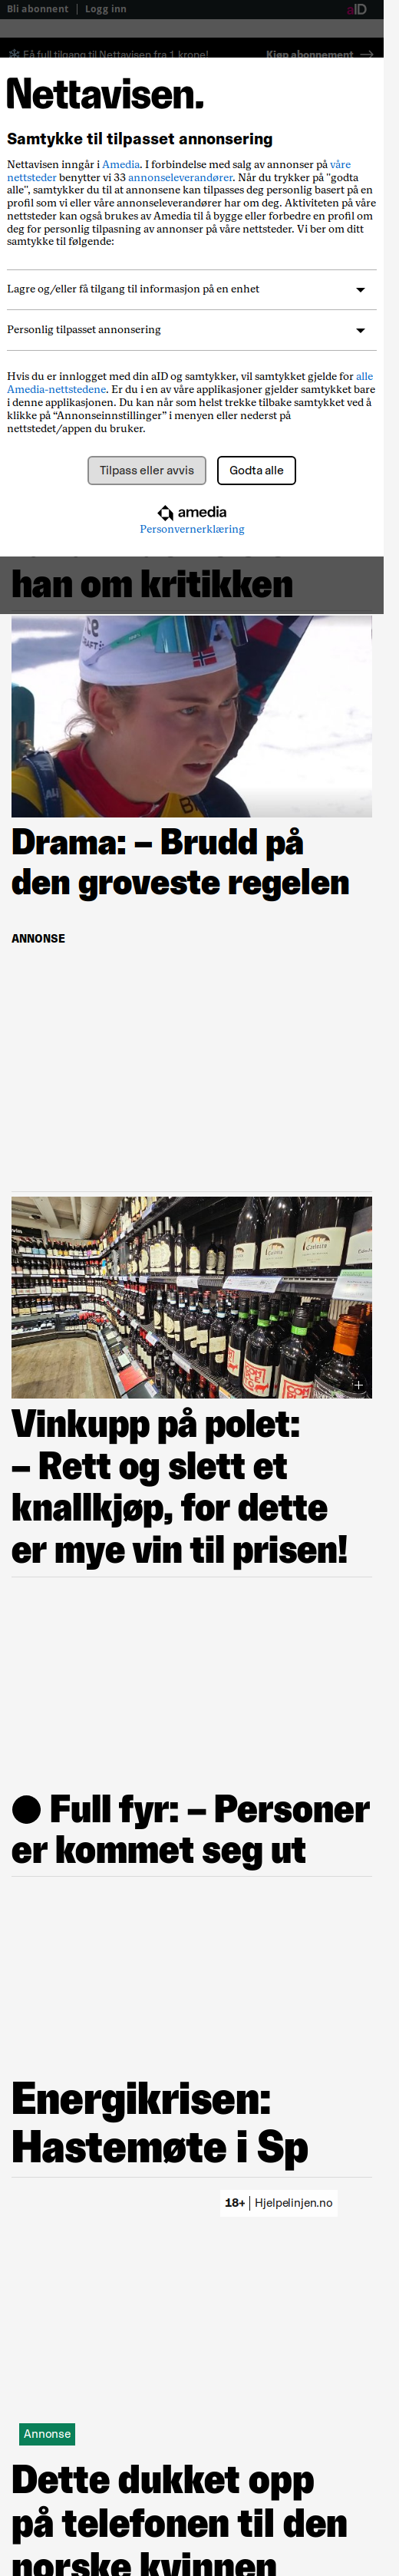 Bli abonnent | Logg inn aID
Få full tilgang til Nettavisen fra 1 krone! Kjøp abonnement →
Nettavisen.
Samtykke til tilpasset annonsering
Nettavisen inngår i Amedia. I forbindelse med salg av annonser på våre
nettsteder benytter vi 33 annonseleverandører. Når du trykker på "godta
alle", samtykker du til at annonsene kan tilpasses deg personlig basert på en
profil som vi eller våre annonseleverandører har om deg. Aktiviteten på våre
nettsteder kan også brukes av Amedia til å bygge eller forbedre en profil om
deg for personlig tilpasning av annonser på våre nettsteder. Vi ber om ditt
samtykke til følgende:
Lagre og/eller få tilgang til informasjon på en enhet
Personlig tilpasset annonsering
Hvis du er innlogget med din aID og samtykker, vil samtykket gjelde for alle
Amedia-nettstedene. Er du i en av våre applikasjoner gjelder samtykket bare
i denne applikasjonen. Du kan når som helst trekke tilbake samtykket ved å
klikke på “Annonseinnstillinger” i menyen eller nederst på
nettstedet/appen du bruker.
Tilpass eller avvis Godta alle
amedia
Personvernerklæring
han om kritikken
Drama: – Brudd på
den groveste regelen
ANNONSE
Vinkupp på polet:
– Rett og slett et
knallkjøp, for dette
er mye vin til prisen!
● Full fyr: – Personer
er kommet seg ut
Energikrisen:
Hastemøte i Sp
18+ | Hjelpelinjen.no
Annonse
Dette dukket opp
på telefonen til den
norske kvinnen